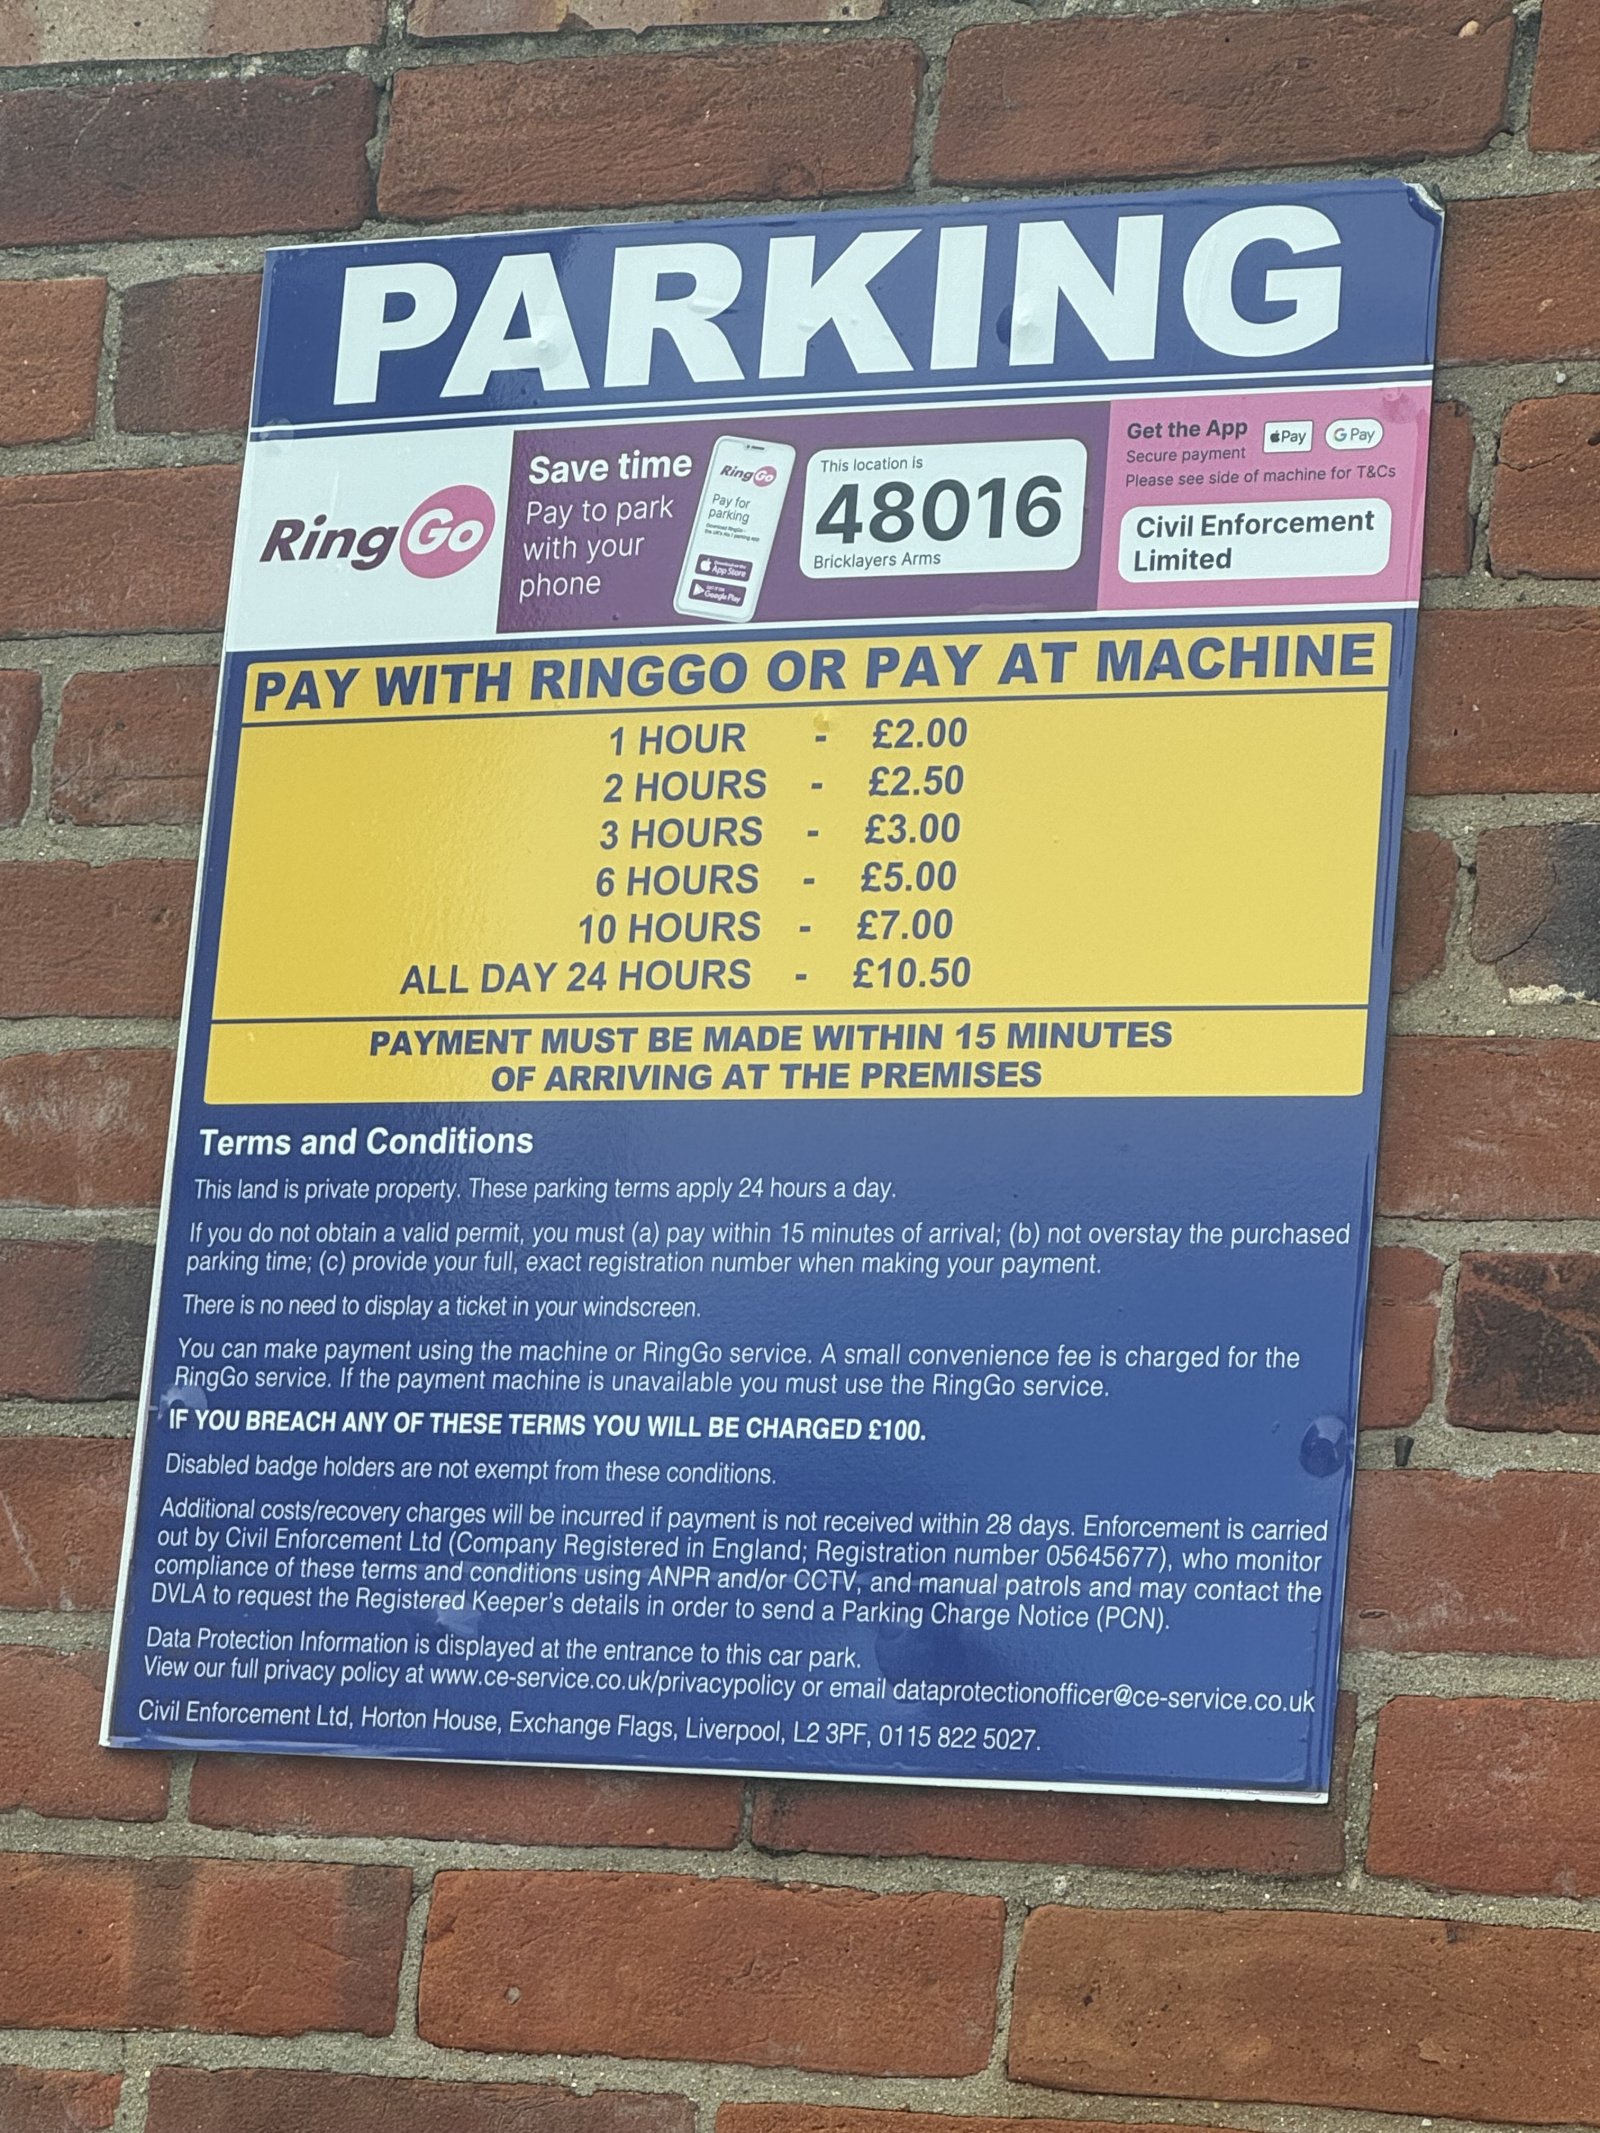 PARKING
RingGo
Save time
Pay to park
with your
phone
RingGo
Pay for
parking
Download on the
App Store
GET IT ON
Google Play
This location is
48016
Bricklayers Arms
Get the App
Pay
G Pay
Secure payment
Please see side of machine for T&Cs
Civil Enforcement
Limited
PAY WITH RINGGO OR PAY AT MACHINE
1 HOUR - £2.00
2 HOURS - £2.50
3 HOURS - £3.00
6 HOURS - £5.00
10 HOURS - £7.00
ALL DAY 24 HOURS - £10.50
PAYMENT MUST BE MADE WITHIN 15 MINUTES
OF ARRIVING AT THE PREMISES
Terms and Conditions
This land is private property. These parking terms apply 24 hours a day.
If you do not obtain a valid permit, you must (a) pay within 15 minutes of arrival; (b) not overstay the purchased
parking time; (c) provide your full, exact registration number when making your payment.
There is no need to display a ticket in your windscreen.
You can make payment using the machine or RingGo service. A small convenience fee is charged for the
RingGo service. If the payment machine is unavailable you must use the RingGo service.
IF YOU BREACH ANY OF THESE TERMS YOU WILL BE CHARGED £100.
Disabled badge holders are not exempt from these conditions.
Additional costs/recovery charges will be incurred if payment is not received within 28 days. Enforcement is carried
out by Civil Enforcement Ltd (Company Registered in England; Registration number 05645677), who monitor
compliance of these terms and conditions using ANPR and/or CCTV, and manual patrols and may contact the
DVLA to request the Registered Keeper's details in order to send a Parking Charge Notice (PCN).
Data Protection Information is displayed at the entrance to this car park.
View our full privacy policy at www.ce-service.co.uk/privacypolicy or email dataprotectionofficer@ce-service.co.uk
Civil Enforcement Ltd, Horton House, Exchange Flags, Liverpool, L2 3PF, 0115 822 5027.